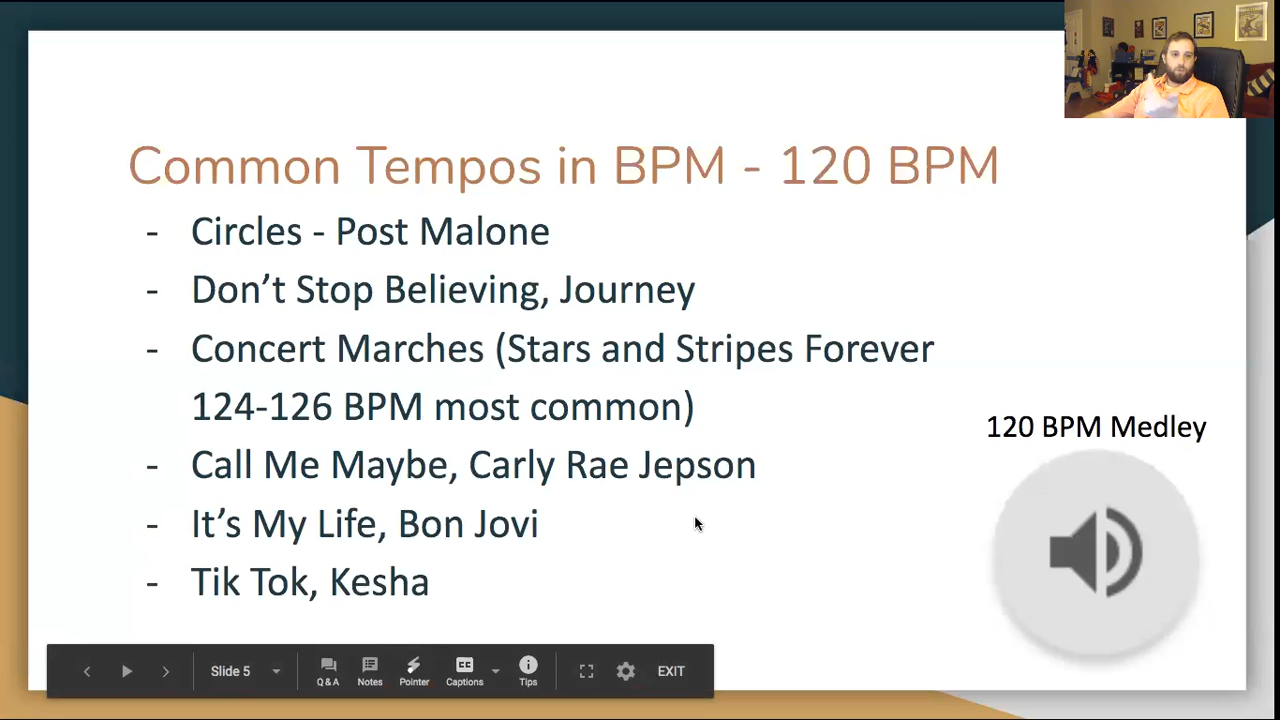 Common Tempos in BPM - 120 BPM
- Circles - Post Malone
- Don’t Stop Believing, Journey
- Concert Marches (Stars and Stripes Forever
124-126 BPM most common)
- Call Me Maybe, Carly Rae Jepson
- It’s My Life, Bon Jovi
- Tik Tok, Kesha
120 BPM Medley
Slide 5
Q & A
Notes
Pointer
Captions
Tips
EXIT